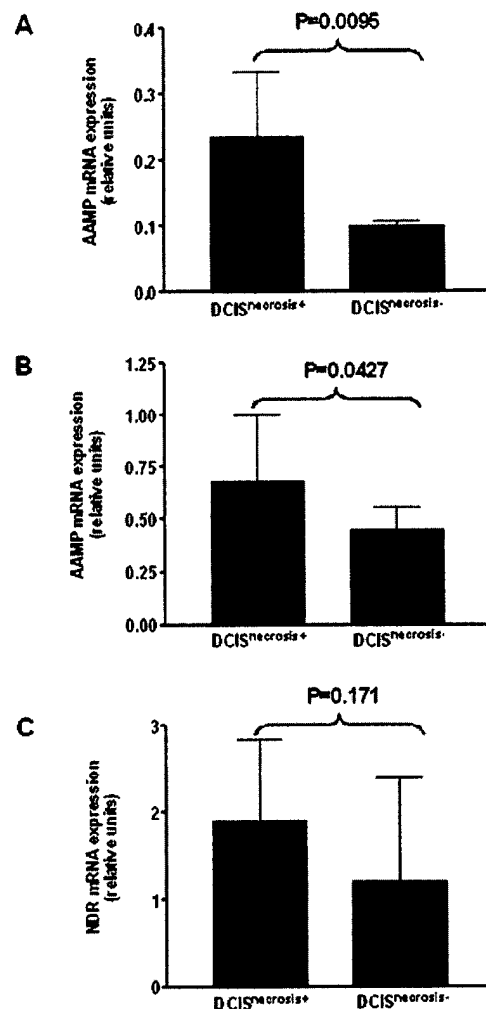 A
P=0.0095
AAMP mRNA expression
(relative units)
0.4
0.3
0.2
0.1
0.0
DCISnecrosis+
DCISnecrosis-
B
P=0.0427
AAMP mRNA expression
(relative units)
1.25
1.00
0.75
0.50
0.25
0.00
DCISnecrosis+
DCISnecrosis-
C
P=0.171
NDR mRNA expression
(relative units)
3
2
1
0
DCISnecrosis+
DCISnecrosis-